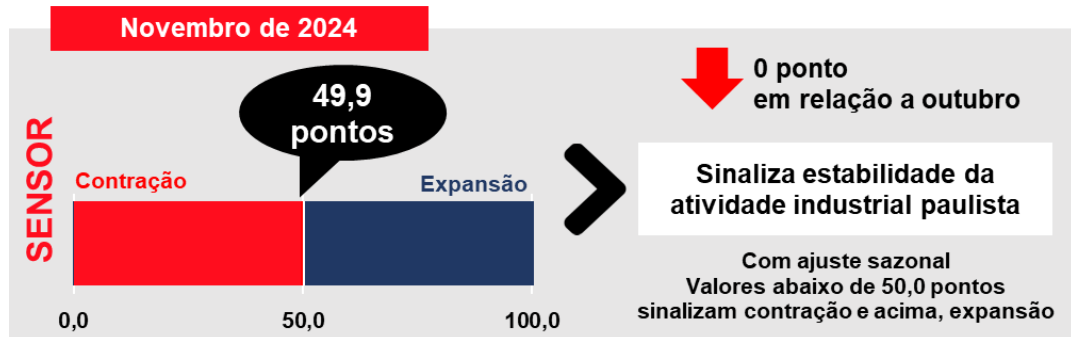 Novembro de 2024
SENSOR
49,9
pontos
Contração
Expansão
0,0
50,0
100,0
0 ponto
em relação a outubro
Sinaliza estabilidade da
atividade industrial paulista
Com ajuste sazonal
Valores abaixo de 50,0 pontos
sinalizam contração e acima, expansão